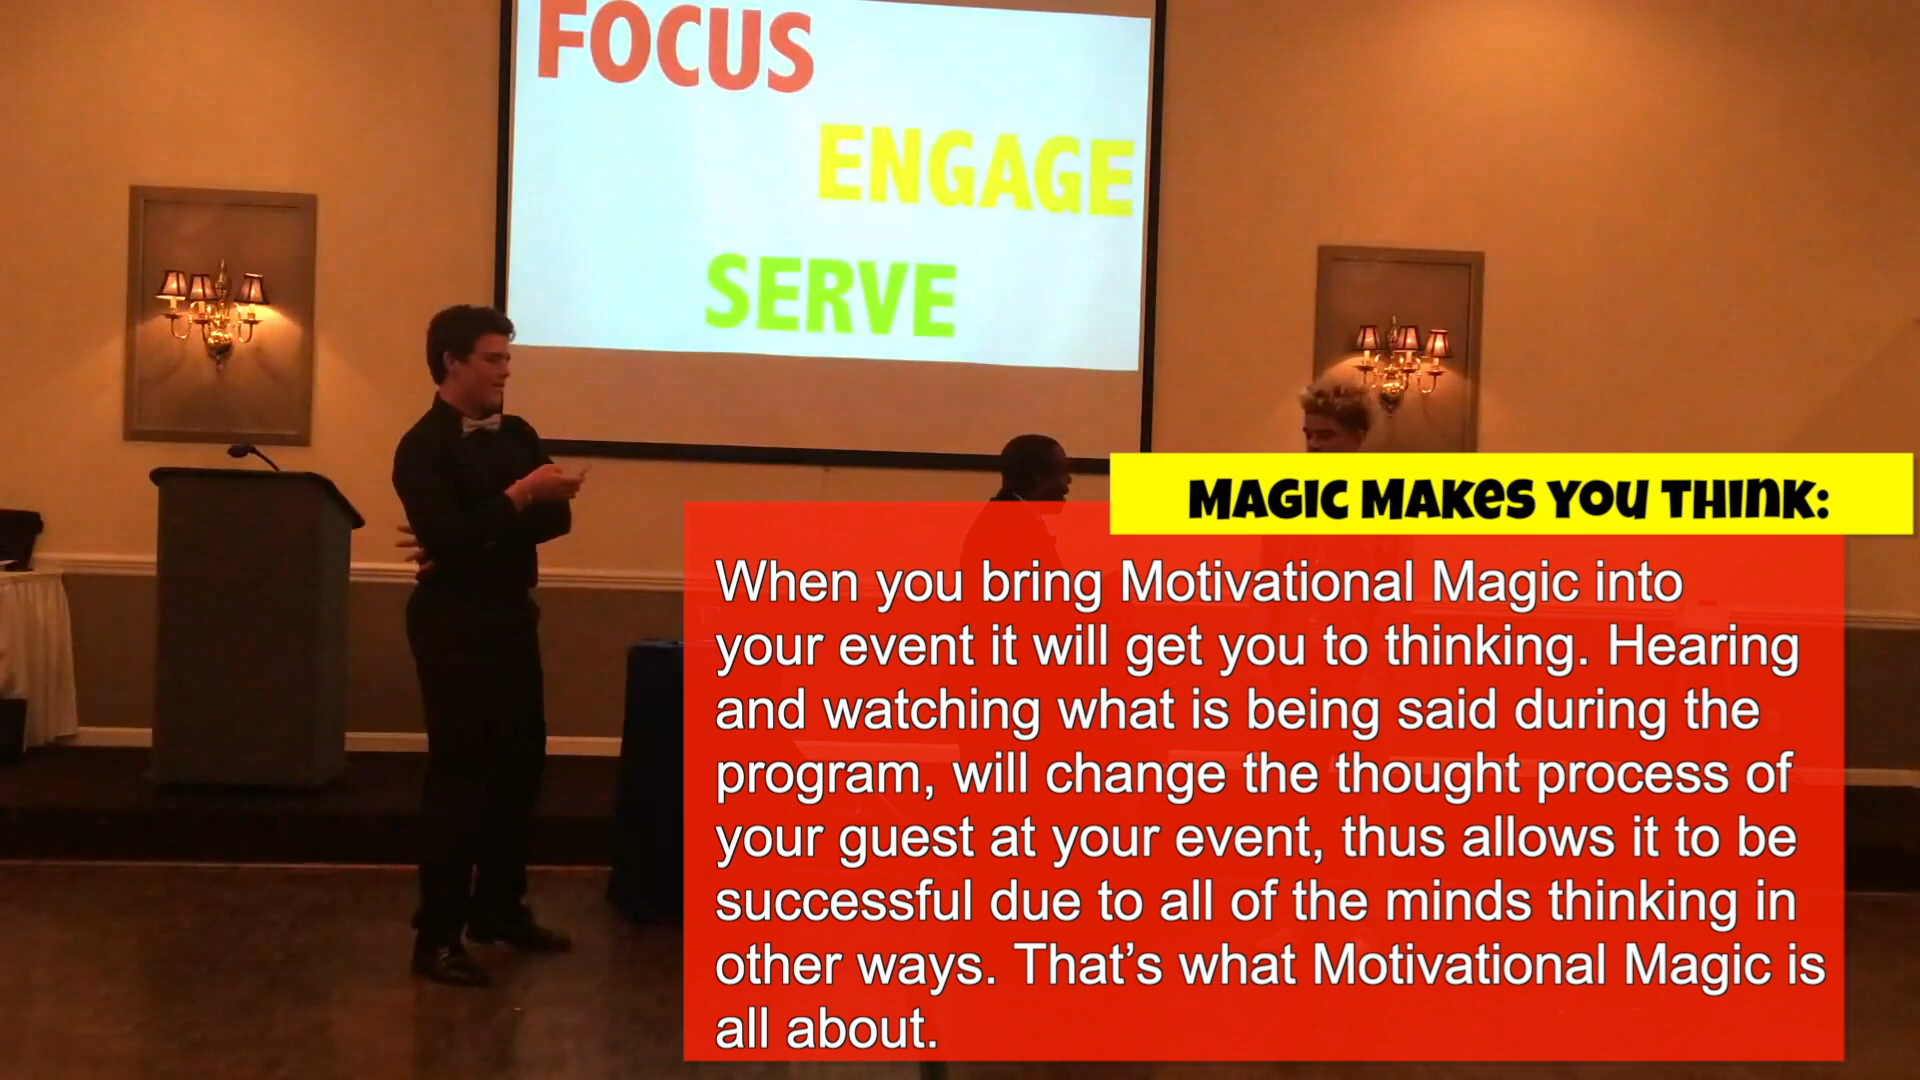 FOCUS
ENGAGE
SERVE
MAGIC MAKES YOU THINK:
When you bring Motivational Magic into
your event it will get you to thinking. Hearing
and watching what is being said during the
program, will change the thought process of
your guest at your event, thus allows it to be
successful due to all of the minds thinking in
other ways. That’s what Motivational Magic is
all about.